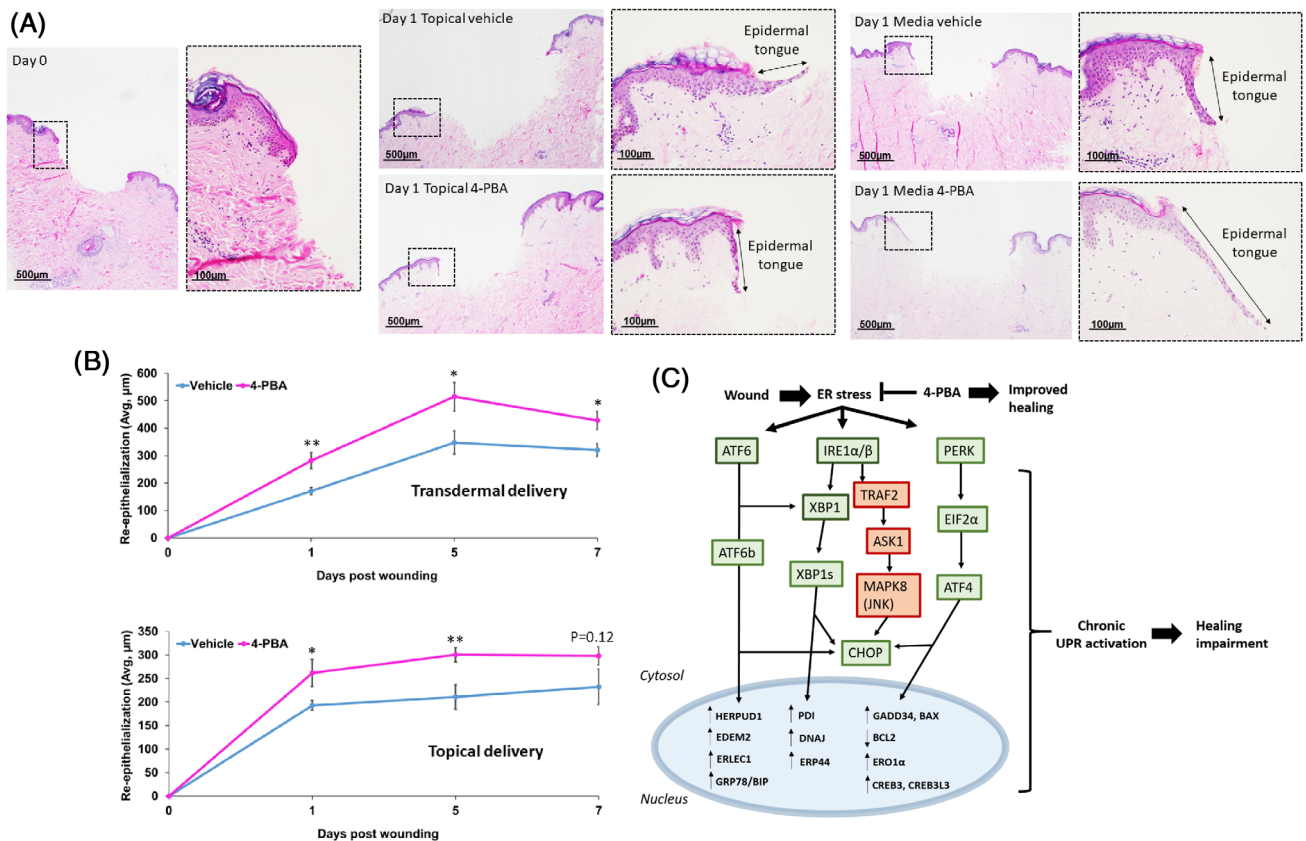 (A)
Day 0
500µm
100µm
Day 1 Topical vehicle
500µm
Epidermal
tongue
100µm
Day 1 Media vehicle
500µm
Epidermal
tongue
100µm
Day 1 Topical 4-PBA
500µm
Epidermal
tongue
100µm
Day 1 Media 4-PBA
500µm
Epidermal
tongue
100µm
(B)
Re-epithelialization (Avg, µm)
600
500
400
300
200
100
0
Vehicle 4-PBA
**
*
*
Transdermal delivery
0 1 5 7
Days post wounding
Re-epithelialization (Avg, µm)
350
300
250
200
150
100
50
0
Vehicle 4-PBA
*
**
P=0.12
Topical delivery
0 1 5 7
Days post wounding
(C)
Wound ER stress 4-PBA Improved
healing
ATF6 IRE1α/β PERK
XBP1 TRAF2
EIF2α
ASK1
ATF6b
XBP1s
MAPK8
(JNK)
ATF4
CHOP
Chronic
UPR activation
Healing
impairment
Cytosol
HERPUD1 PDI GADD34, BAX
EDEM2 DNAJ BCL2
ERLEC1 ERP44 ERO1α
GRP78/BIP CREB3, CREB3L3
Nucleus